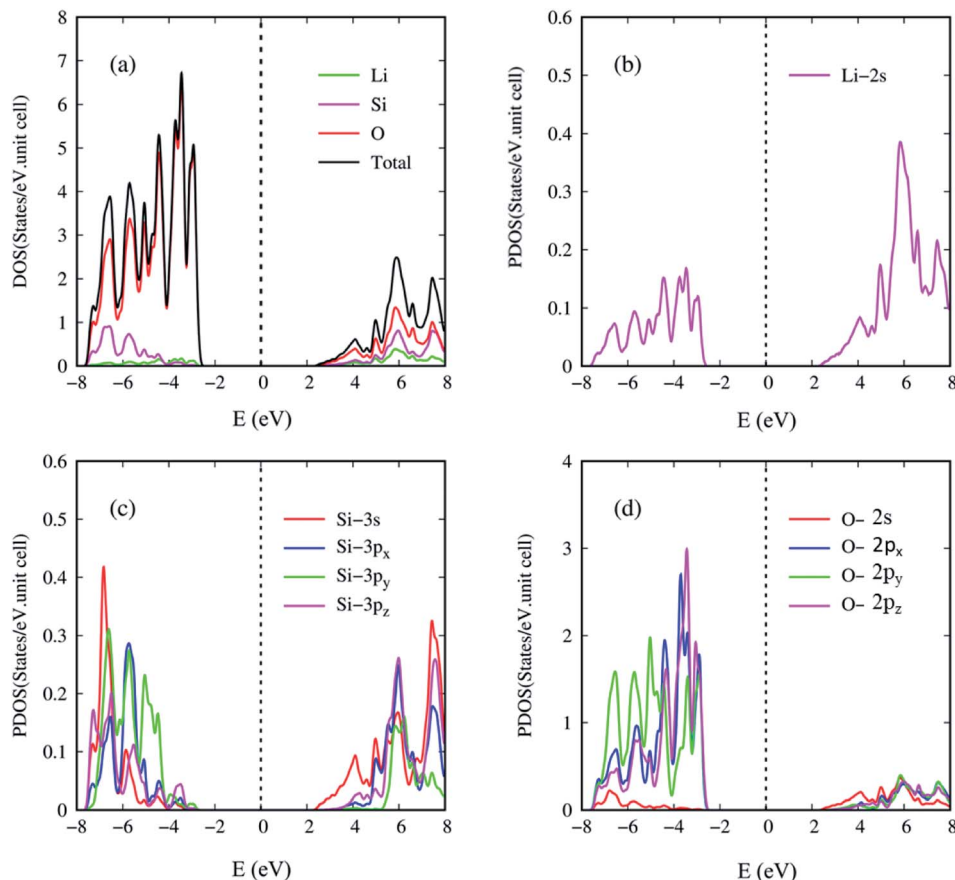 8
7
6
5
4
3
2
1
0
DOS(States/eV.unit cell)
(a)
Li
Si
O
Total
−8 −6 −4 −2 0 2 4 6 8
E (eV)
0.6
0.5
0.4
0.3
0.2
0.1
0
PDOS(States/eV.unit cell)
(b)
Li−2s
−8 −6 −4 −2 0 2 4 6 8
E (eV)
0.6
0.5
0.4
0.3
0.2
0.1
0
PDOS(States/eV.unit cell)
(c)
Si−3s
Si−3pₓ
Si−3p_y
Si−3p_z
−8 −6 −4 −2 0 2 4 6 8
E (eV)
4
3
2
1
0
PDOS(States/eV.unit cell)
(d)
O− 2s
O− 2pₓ
O− 2p_y
O− 2p_z
−8 −6 −4 −2 0 2 4 6 8
E (eV)